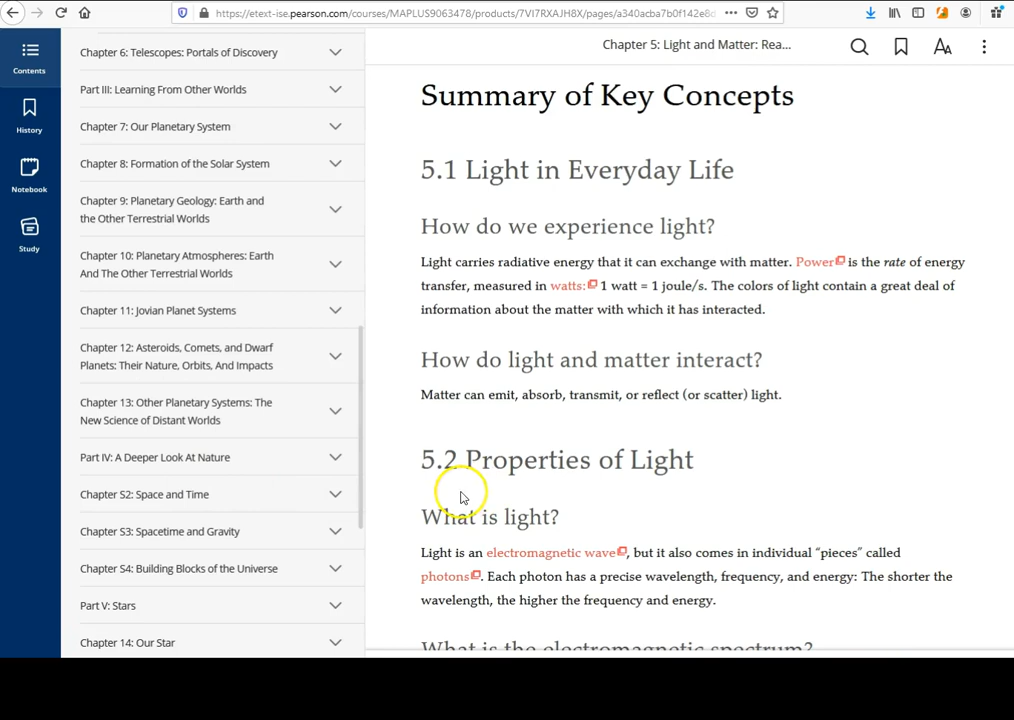 https://etext-ise.pearson.com/courses/MAPLUS9063478/products/7VI7RXAJH8X/pages/a340acba7b0f142e8d
Contents
History
Notebook
Study
Chapter 6: Telescopes: Portals of Discovery
Part III: Learning From Other Worlds
Chapter 7: Our Planetary System
Chapter 8: Formation of the Solar System
Chapter 9: Planetary Geology: Earth and
the Other Terrestrial Worlds
Chapter 10: Planetary Atmospheres: Earth
And The Other Terrestrial Worlds
Chapter 11: Jovian Planet Systems
Chapter 12: Asteroids, Comets, and Dwarf
Planets: Their Nature, Orbits, And Impacts
Chapter 13: Other Planetary Systems: The
New Science of Distant Worlds
Part IV: A Deeper Look At Nature
Chapter S2: Space and Time
Chapter S3: Spacetime and Gravity
Chapter S4: Building Blocks of the Universe
Part V: Stars
Chapter 14: Our Star
Chapter 5: Light and Matter: Rea...
Summary of Key Concepts
5.1 Light in Everyday Life
How do we experience light?
Light carries radiative energy that it can exchange with matter. Power is the rate of energy
transfer, measured in watts: 1 watt = 1 joule/s. The colors of light contain a great deal of
information about the matter with which it has interacted.
How do light and matter interact?
Matter can emit, absorb, transmit, or reflect (or scatter) light.
5.2 Properties of Light
What is light?
Light is an electromagnetic wave, but it also comes in individual “pieces” called
photons. Each photon has a precise wavelength, frequency, and energy: The shorter the
wavelength, the higher the frequency and energy.
What is the electromagnetic spectrum?